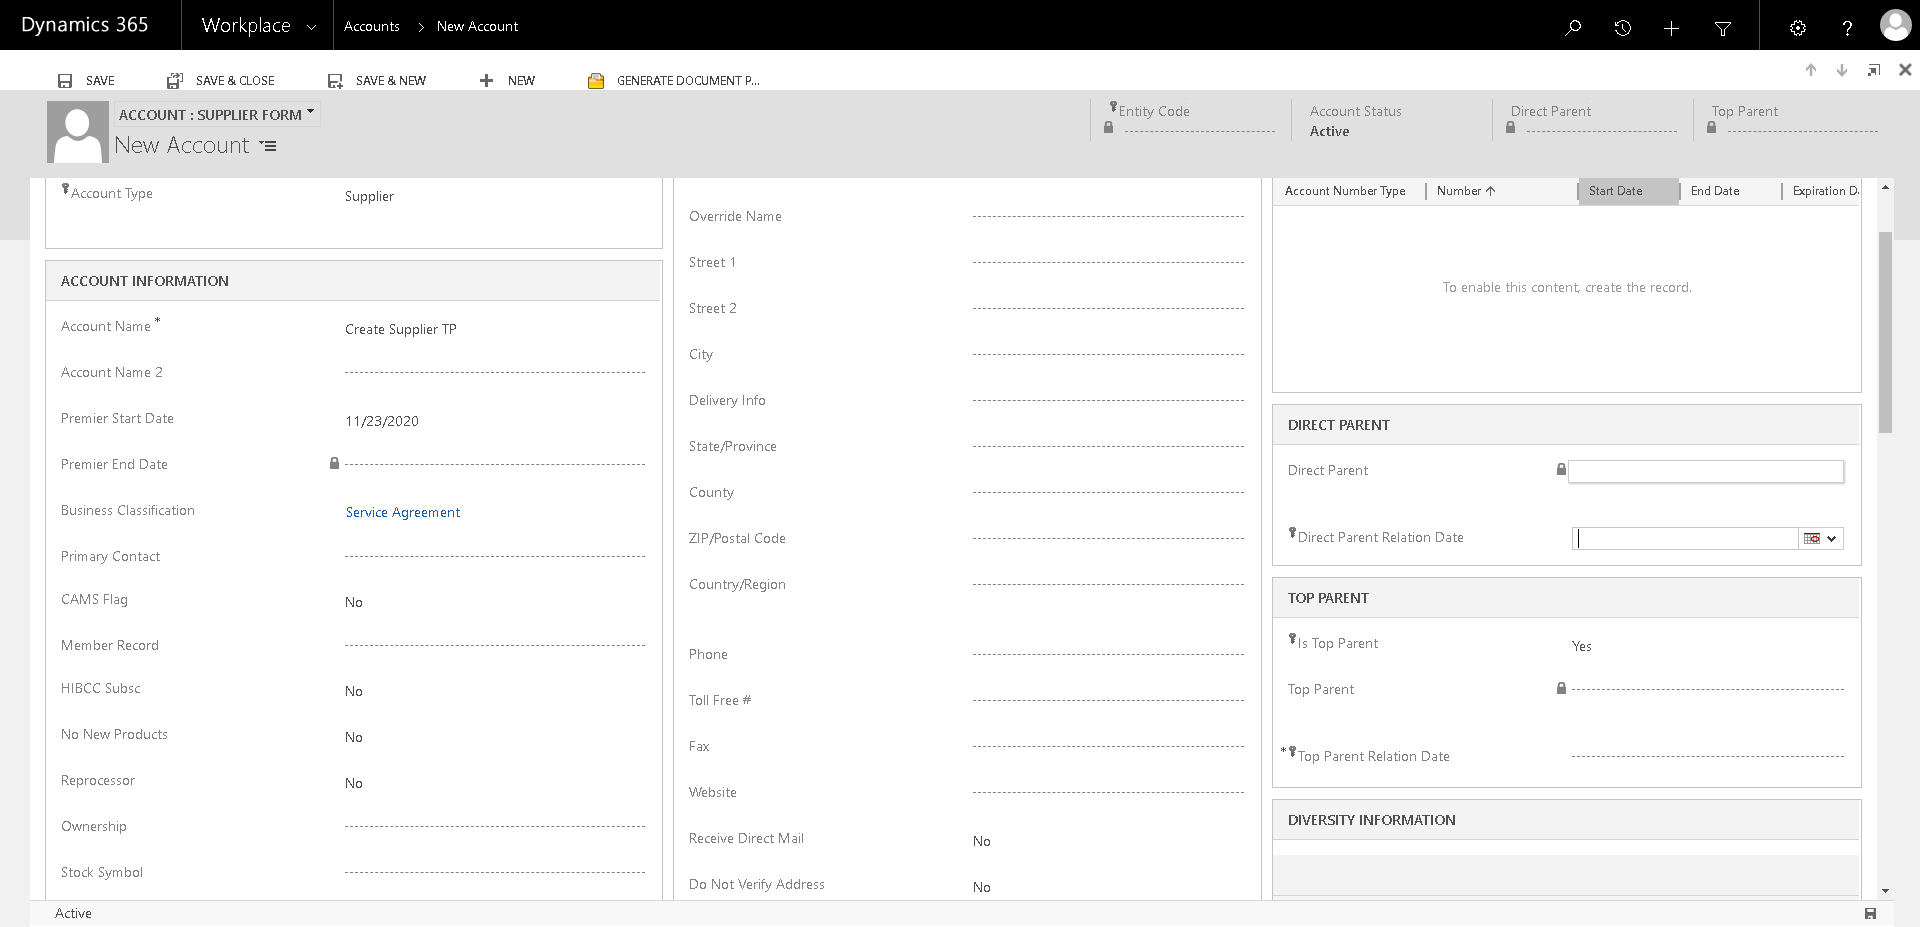 Dynamics 365
Workplace
Accounts > New Account
?
SAVE
SAVE & CLOSE
SAVE & NEW
NEW
GENERATE DOCUMENT P...
ACCOUNT : SUPPLIER FORM
New Account
Entity Code
Account Status
Active
Direct Parent
Top Parent
Account Type
Supplier
ACCOUNT INFORMATION
Account Name *
Create Supplier TP
Account Name 2
Premier Start Date
11/23/2020
Premier End Date
Business Classification
Service Agreement
Primary Contact
CAMS Flag
No
Member Record
HIBCC Subsc
No
No New Products
No
Reprocessor
No
Ownership
Stock Symbol
Override Name
Street 1
Street 2
City
Delivery Info
State/Province
County
ZIP/Postal Code
Country/Region
Phone
Toll Free #
Fax
Website
Receive Direct Mail
No
Do Not Verify Address
No
Account Number Type
Number
Start Date
End Date
Expiration D
To enable this content, create the record.
DIRECT PARENT
Direct Parent
Direct Parent Relation Date
TOP PARENT
Is Top Parent
Yes
Top Parent
* Top Parent Relation Date
DIVERSITY INFORMATION
Active